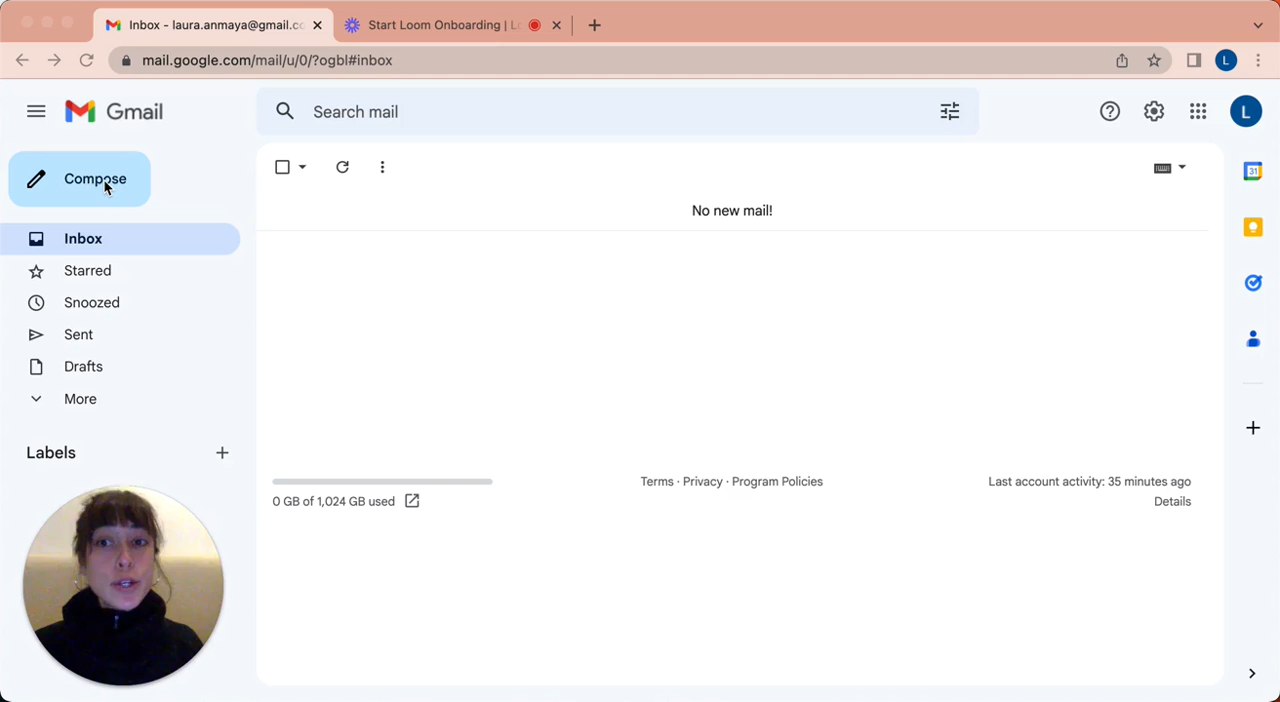 Inbox - laura.anmaya@gmail.co
Start Loom Onboarding | L
mail.google.com/mail/u/0/?ogbl#inbox
L
Gmail
Search mail
L
Compose
31
No new mail!
Inbox
Starred
Snoozed
Sent
Drafts
More
Labels
Terms · Privacy · Program Policies
Last account activity: 35 minutes ago
0 GB of 1,024 GB used
Details